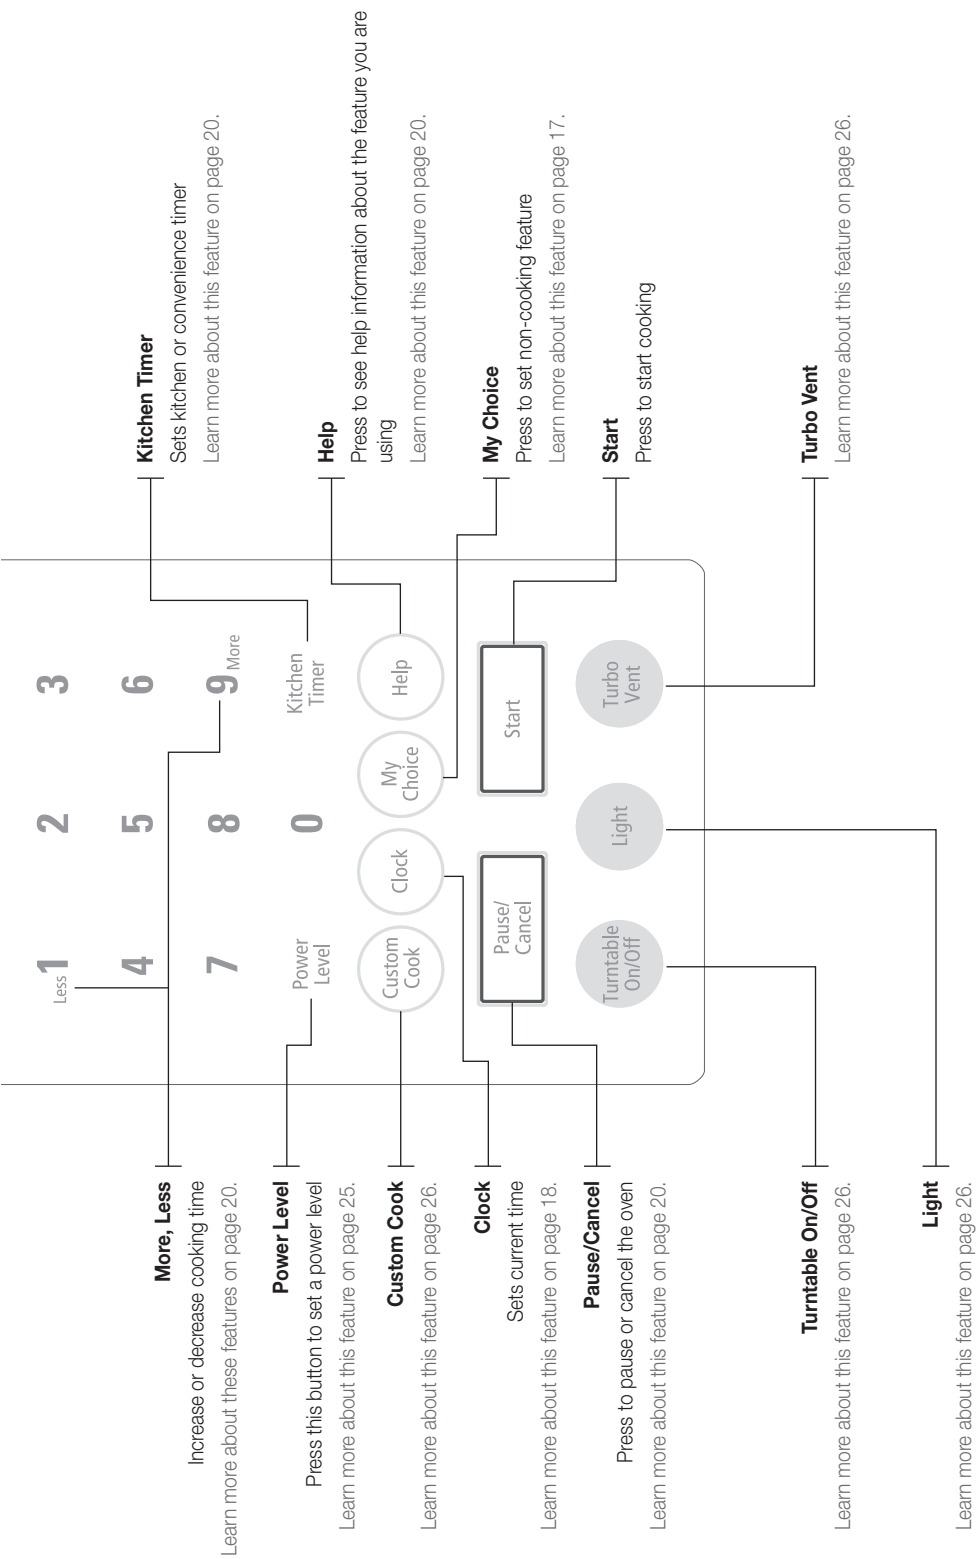 More, Less
Increase or decrease cooking time
Learn more about these features on page 20.
Power Level
Press this button to set a power level
Learn more about this feature on page 25.
Custom Cook
Learn more about this feature on page 26.
Clock
Sets current time
Learn more about this feature on page 18.
Pause/Cancel
Press to pause or cancel the oven
Learn more about this feature on page 20.
Turntable On/Off
Learn more about this feature on page 26.
Light
Learn more about this feature on page 26.
Less 1 2 3
4 5 6
7 8 9 More
Power
Level
0
Kitchen
Timer
Custom
Cook
Clock
My
Choice
Help
Pause/
Cancel
Start
Turntable
On/Off
Light
Turbo
Vent
Kitchen Timer
Sets kitchen or convenience timer
Learn more about this feature on page 20.
Help
Press to see help information about the feature you are
using
Learn more about this feature on page 20.
My Choice
Press to set non-cooking feature
Learn more about this feature on page 17.
Start
Press to start cooking
Turbo Vent
Learn more about this feature on page 26.